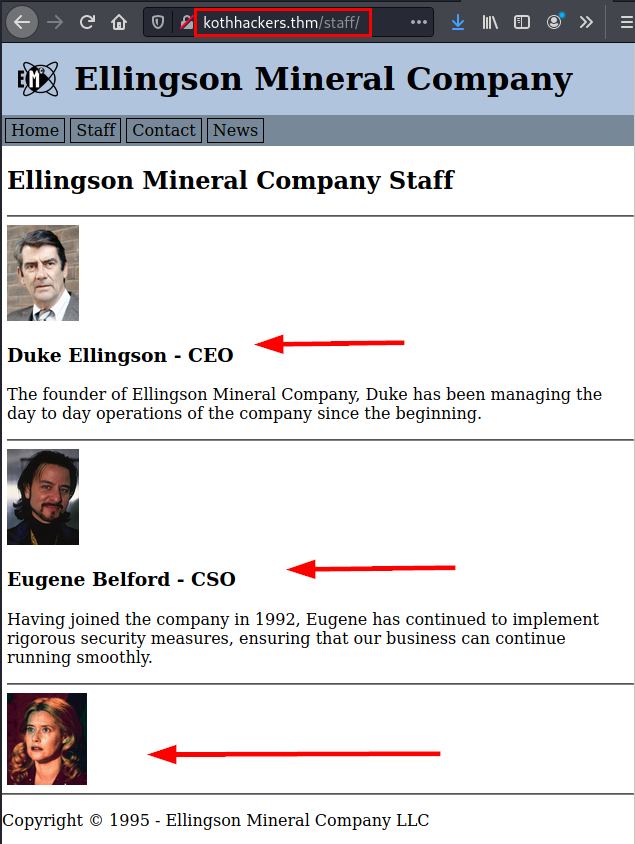 kothhackers.thm/staff/
EMC
Ellingson Mineral Company
Home Staff Contact News
Ellingson Mineral Company Staff
Duke Ellingson - CEO
The founder of Ellingson Mineral Company, Duke has been managing the
day to day operations of the company since the beginning.
Eugene Belford - CSO
Having joined the company in 1992, Eugene has continued to implement
rigorous security measures, ensuring that our business can continue
running smoothly.
Copyright © 1995 - Ellingson Mineral Company LLC